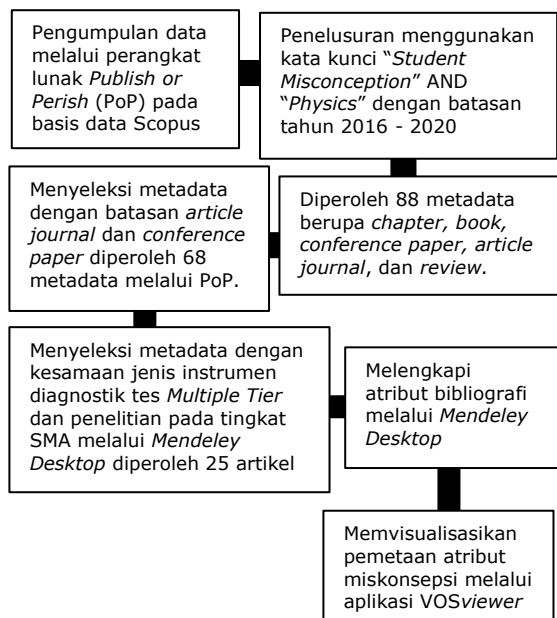 Pengumpulan data
melalui perangkat
lunak Publish or
Perish (PoP) pada
basis data Scopus
Penelusuran menggunakan
kata kunci “Student
Misconception” AND
“Physics” dengan batasan
tahun 2016 - 2020
Diperoleh 88 metadata
berupa chapter, book,
conference paper, article
journal, dan review.
Menyeleksi metadata
dengan batasan article
journal dan conference
paper diperoleh 68
metadata melalui PoP.
Menyeleksi metadata dengan
kesamaan jenis instrumen
diagnostik tes Multiple Tier
dan penelitian pada tingkat
SMA melalui Mendeley
Desktop diperoleh 25 artikel
Melengkapi
atribut bibliografi
melalui Mendeley
Desktop
Memvisualisasikan
pemetaan atribut
miskonsepsi melalui
aplikasi VOSviewer